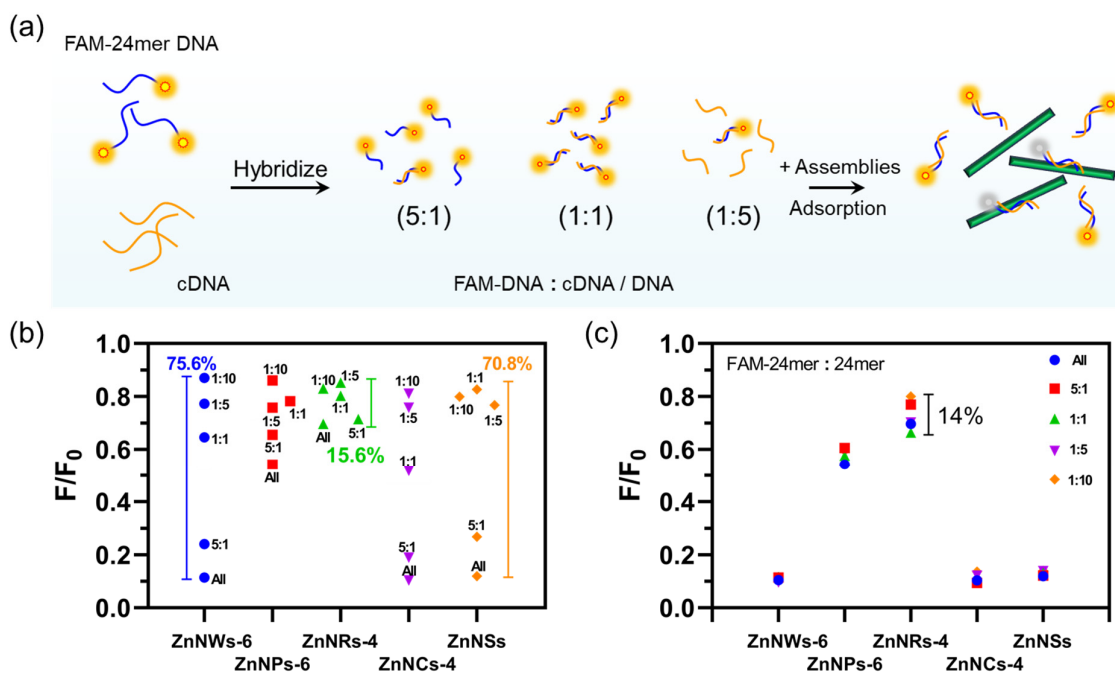 (a)
FAM-24mer DNA
Hybridize
+ Assemblies
Adsorption
(5:1)
(1:1)
(1:5)
cDNA
FAM-DNA : cDNA / DNA
(b)
F/F0
1.0
0.8
0.6
0.4
0.2
0.0
75.6%
1:10
1:5
1:1
5:1
All
1:10
1:5
1:1
5:1
All
1:10
1:5
1:1
All
5:1
15.6%
1:10
1:5
1:1
5:1
All
70.8%
1:1
1:10
1:5
5:1
All
ZnNWs-6
ZnNPs-6
ZnNRs-4
ZnNCs-4
ZnNSs
(c)
F/F0
1.0
0.8
0.6
0.4
0.2
0.0
FAM-24mer : 24mer
14%
All
5:1
1:1
1:5
1:10
ZnNWs-6
ZnNPs-6
ZnNRs-4
ZnNCs-4
ZnNSs